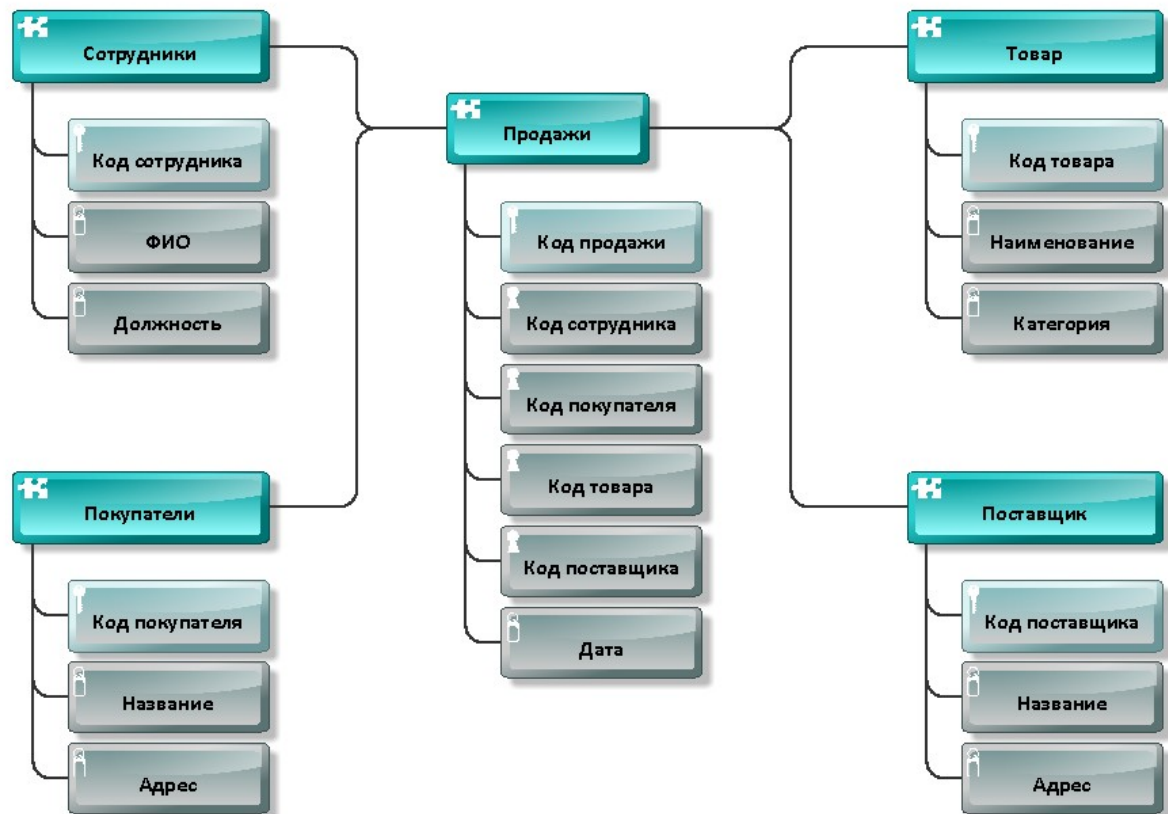 Сотрудники
Код сотрудника
ФИО
Должность
Покупатели
Код покупателя
Название
Адрес
Продажи
Код продажи
Код сотрудника
Код покупателя
Код товара
Код поставщика
Дата
Товар
Код товара
Наименование
Категория
Поставщик
Код поставщика
Название
Адрес